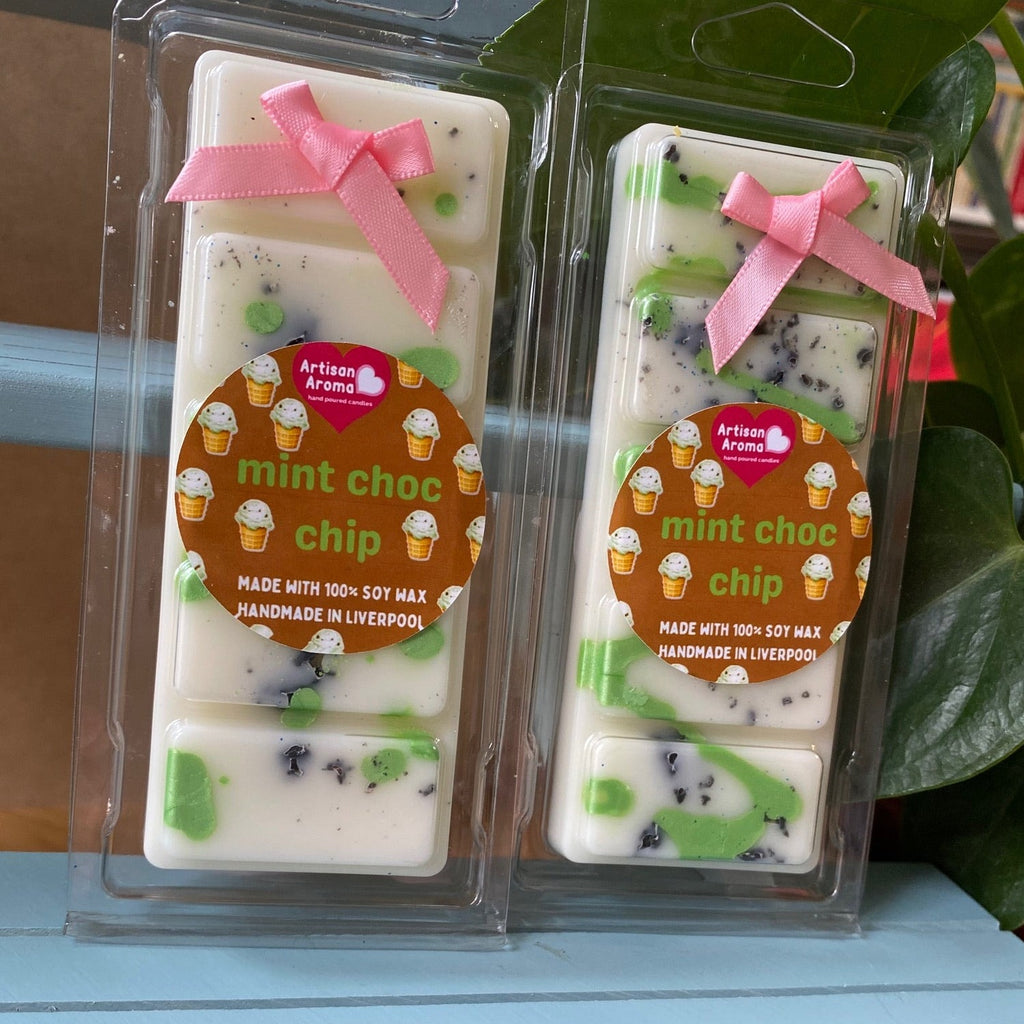 Artisan
Aroma
hand poured candles
mint choc
chip
MADE WITH 100% SOY WAX
HANDMADE IN LIVERPOOL
Artisan
Aroma
hand poured candles
mint choc
chip
MADE WITH 100% SOY WAX
HANDMADE IN LIVERPOOL